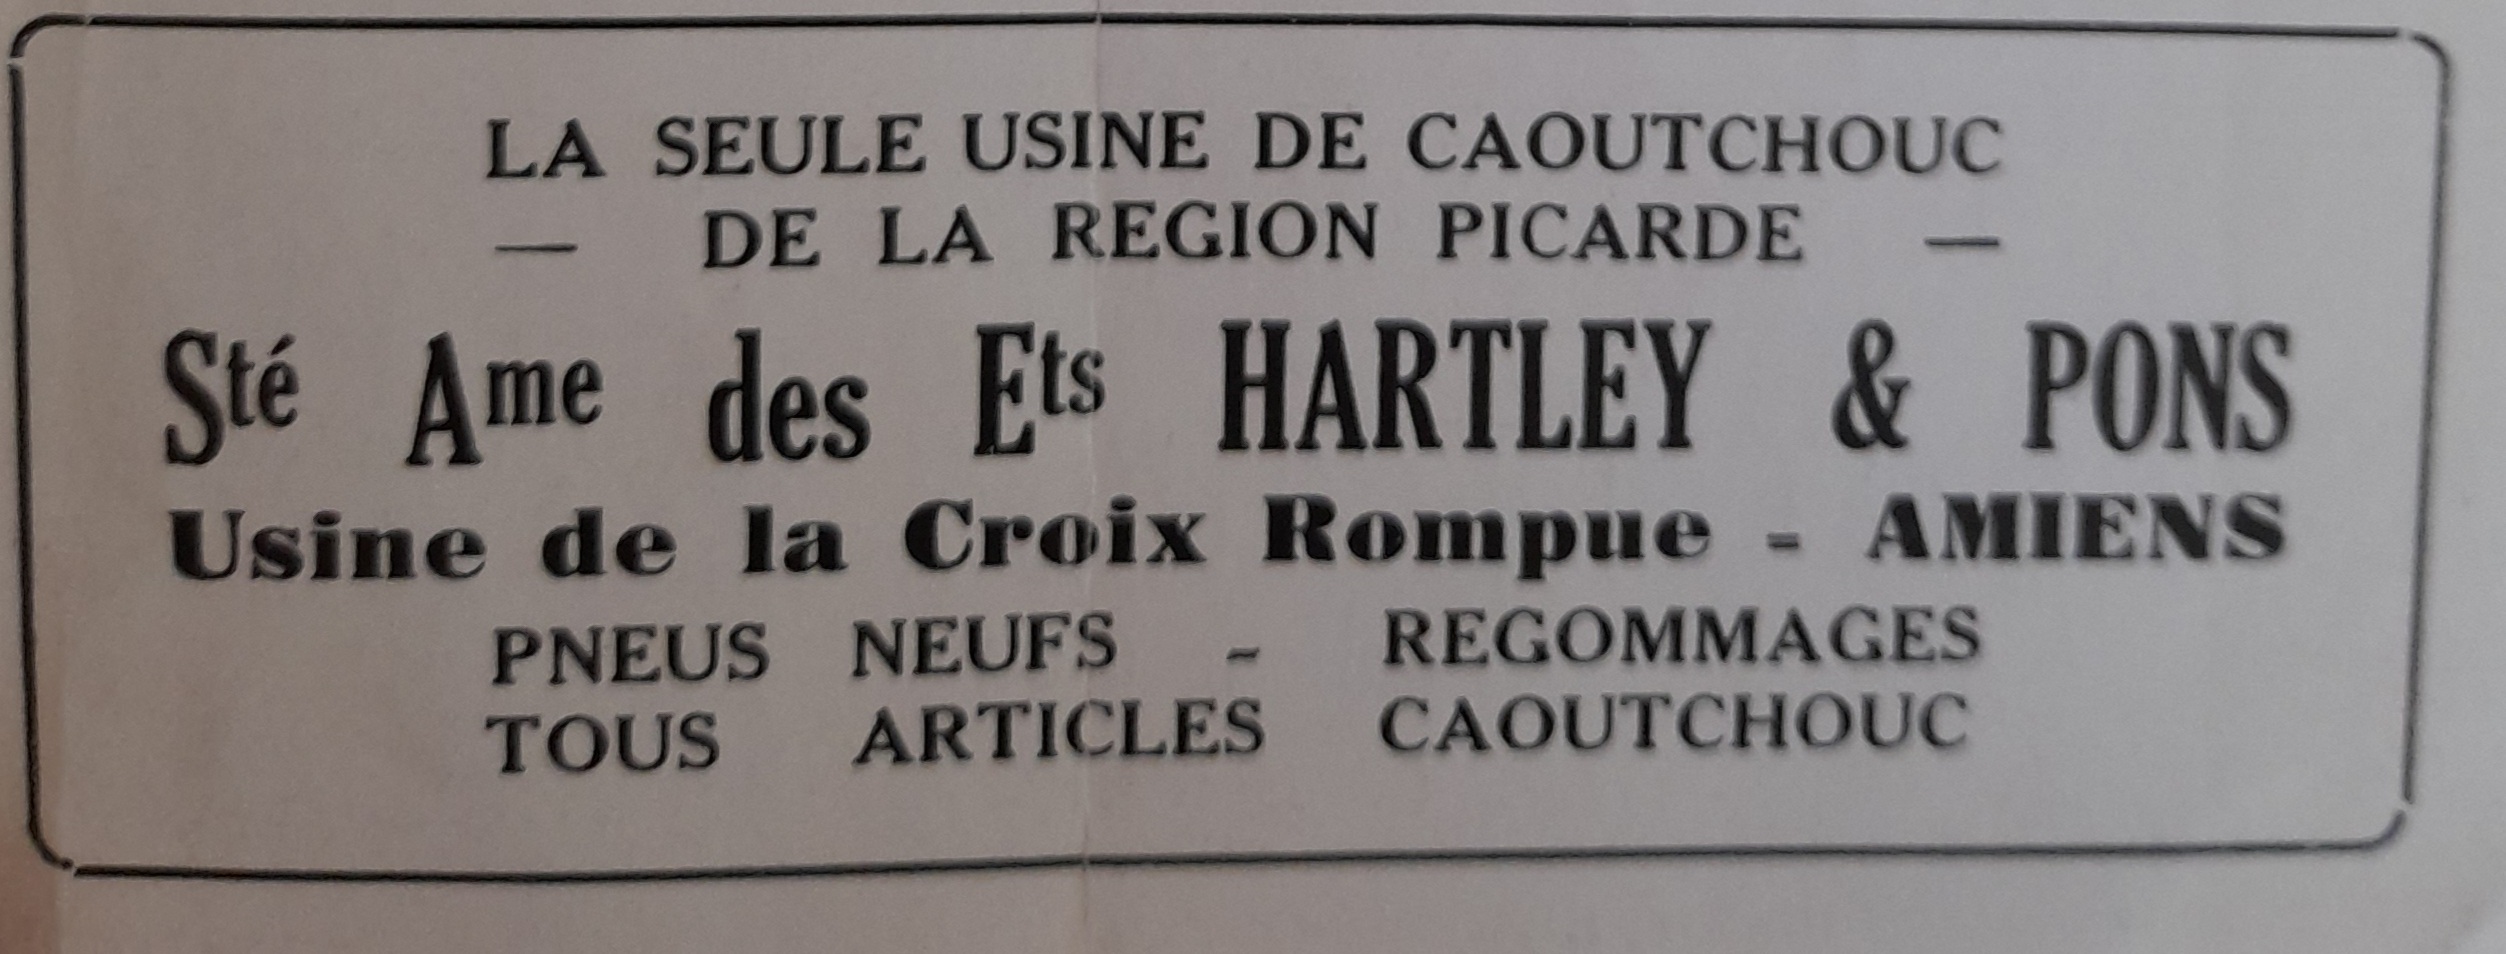 LA SEULE USINE DE CAOUTCHOUC
— DE LA REGION PICARDE —
Sté Ame des Ets HARTLEY & PONS
Usine de la Croix Rompue - AMIENS
PNEUS NEUFS - REGOMMAGES
TOUS ARTICLES CAOUTCHOUC